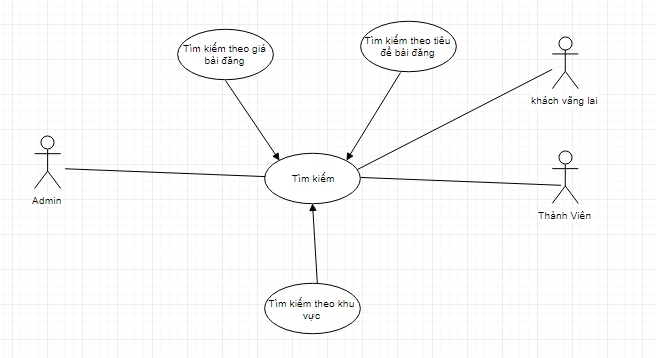 Tìm kiếm theo giá
bài đăng
Tìm kiếm theo tiêu
đề bài đăng
khách vãng lai
Admin
Tìm kiếm
Thành Viên
Tìm kiếm theo khu
vực